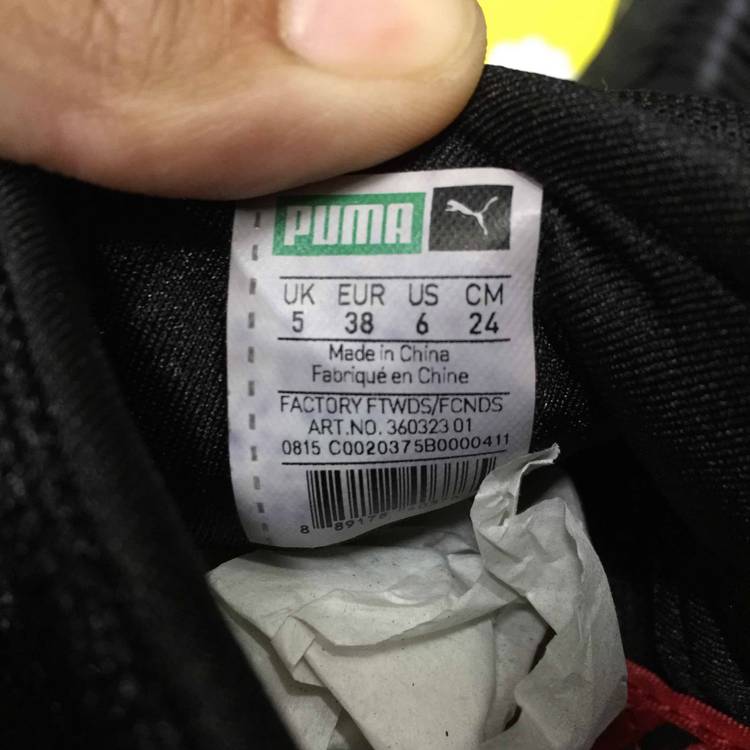 PUMA
UK EUR US CM
5 38 6 24
Made in China
Fabriqué en Chine
FACTORY FTWDS/FCNDS
ART.NO. 360323 01
0815 C0020375B0000411